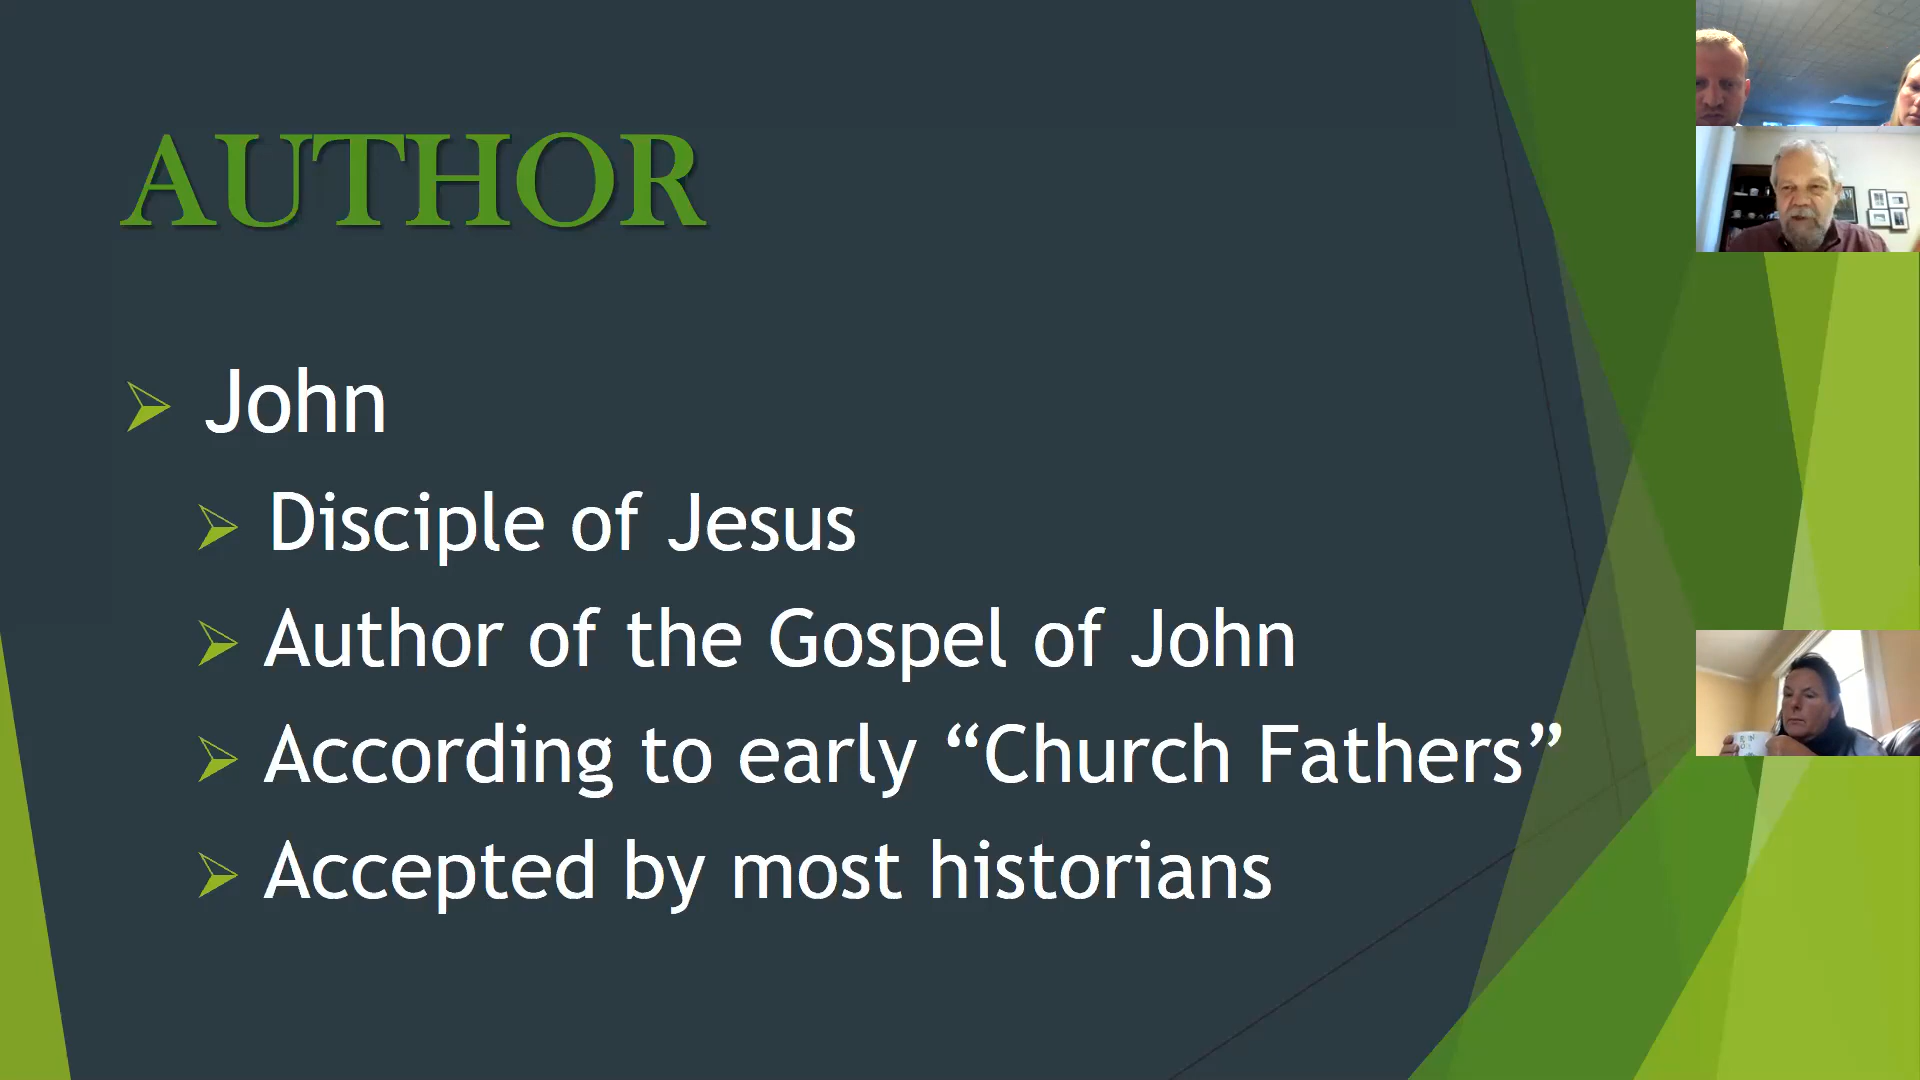 AUTHOR
John
Disciple of Jesus
Author of the Gospel of John
According to early “Church Fathers”
Accepted by most historians